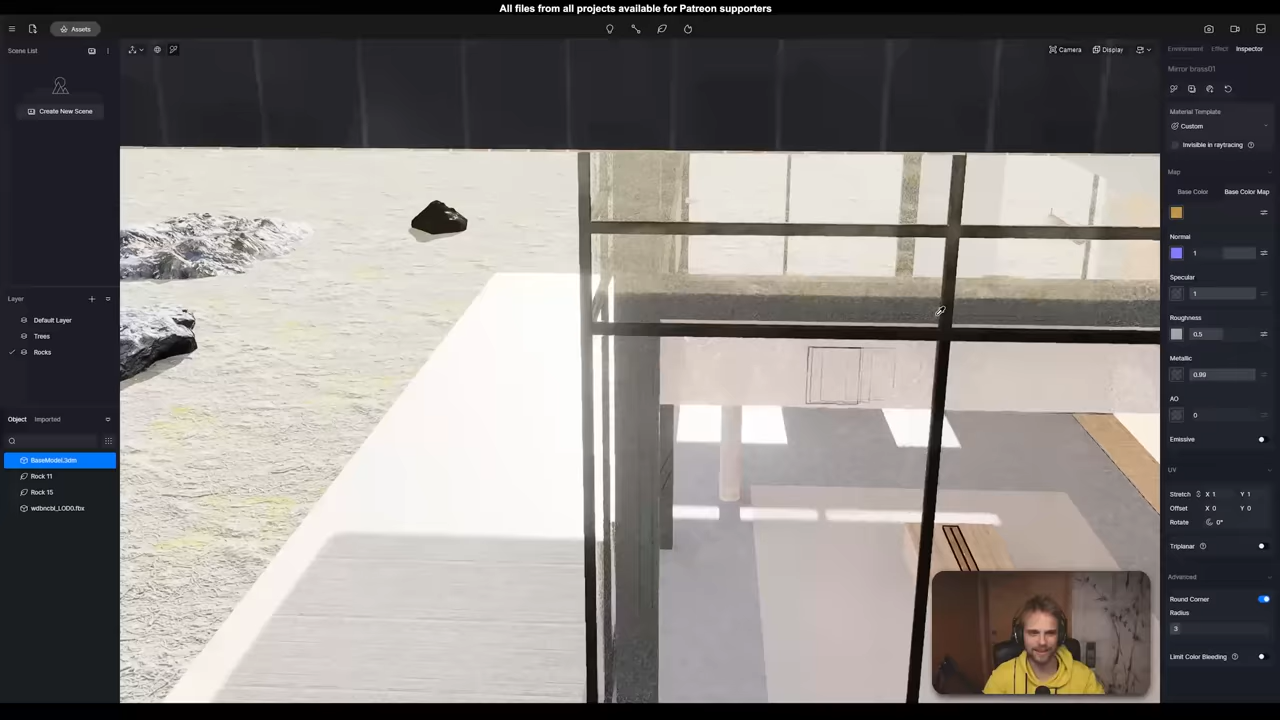 All files from all projects available for Patreon supporters
Assets
Scene List
Create New Scene
Layer
Default Layer
Trees
Rocks
Object
Imported
BaseModel.3dm
Rock 11
Rock 15
wdbncbl_LOD0.fbx
Camera
Display
Environment
Effect
Inspector
Mirror brass01
Material Template
Custom
Invisible in raytracing
Map
Base Color
Base Color Map
Normal
1
Specular
1
Roughness
0.5
Metallic
0.99
AO
0
Emissive
UV
Stretch X 1 Y 1
Offset X 0 Y 0
Rotate 0°
Triplanar
Advanced
Round Corner
Radius
3
Limit Color Bleeding